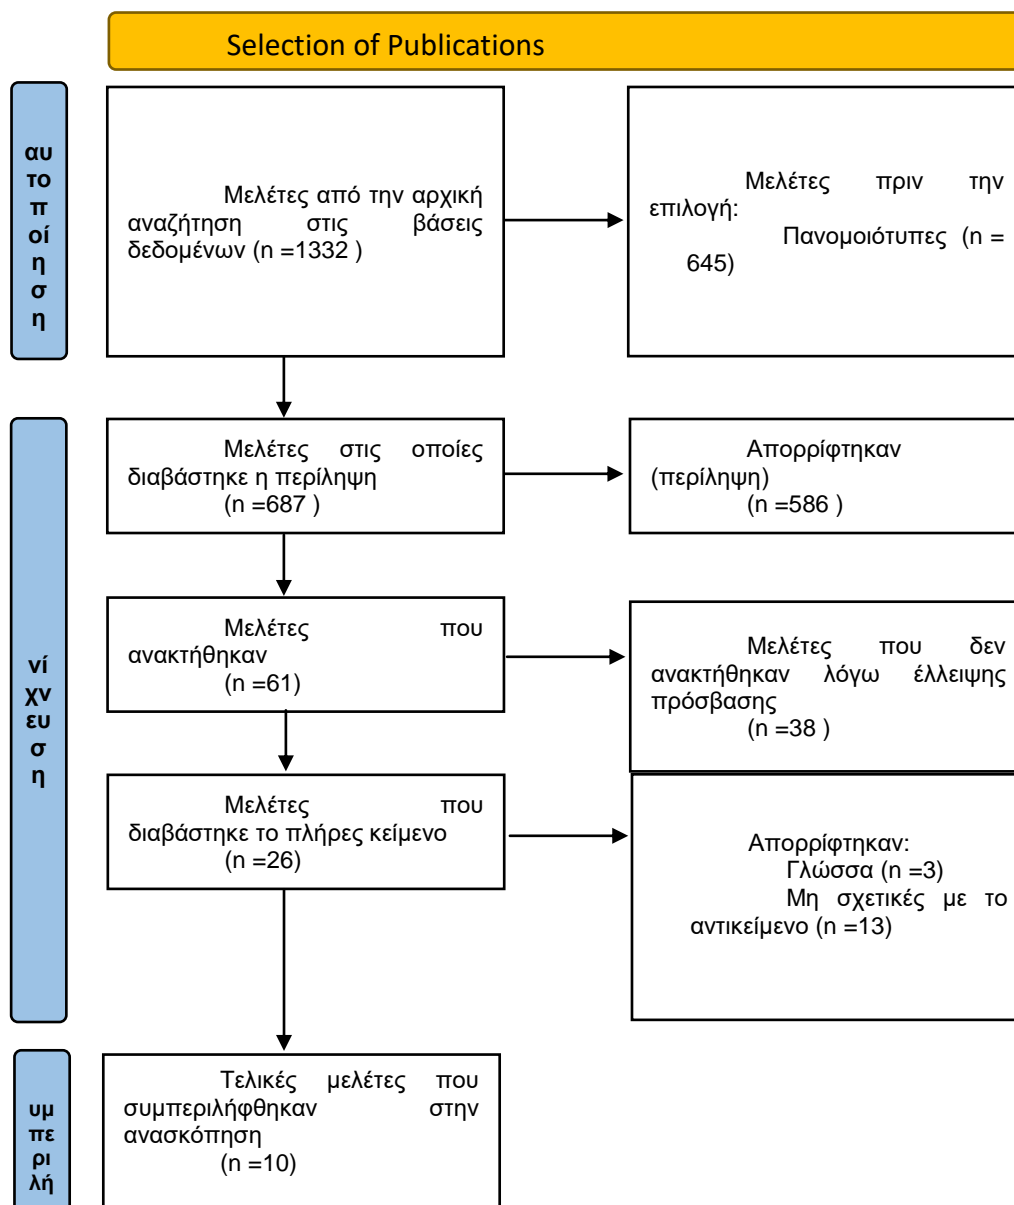 Selection of Publications
αυ
το
π
οί
η
σ
η
Μελέτες από την αρχική
αναζήτηση στις βάσεις
δεδομένων (n =1332 )
Μελέτες πριν την
επιλογή:
Πανομοιότυπες (n =
645)
νί
χν
ευ
σ
η
Μελέτες στις οποίες
διαβάστηκε η περίληψη
(n =687 )
Απορρίφτηκαν
(περίληψη)
(n =586 )
Μελέτες που
ανακτήθηκαν
(n =61)
Μελέτες που δεν
ανακτήθηκαν λόγω έλλειψης
πρόσβασης
(n =38 )
Μελέτες που
διαβάστηκε το πλήρες κείμενο
(n =26)
Απορρίφτηκαν:
Γλώσσα (n =3)
Μη σχετικές με το
αντικείμενο (n =13)
υμ
πε
ρι
λή
Τελικές μελέτες που
συμπεριλήφθηκαν στην
ανασκόπηση
(n =10)